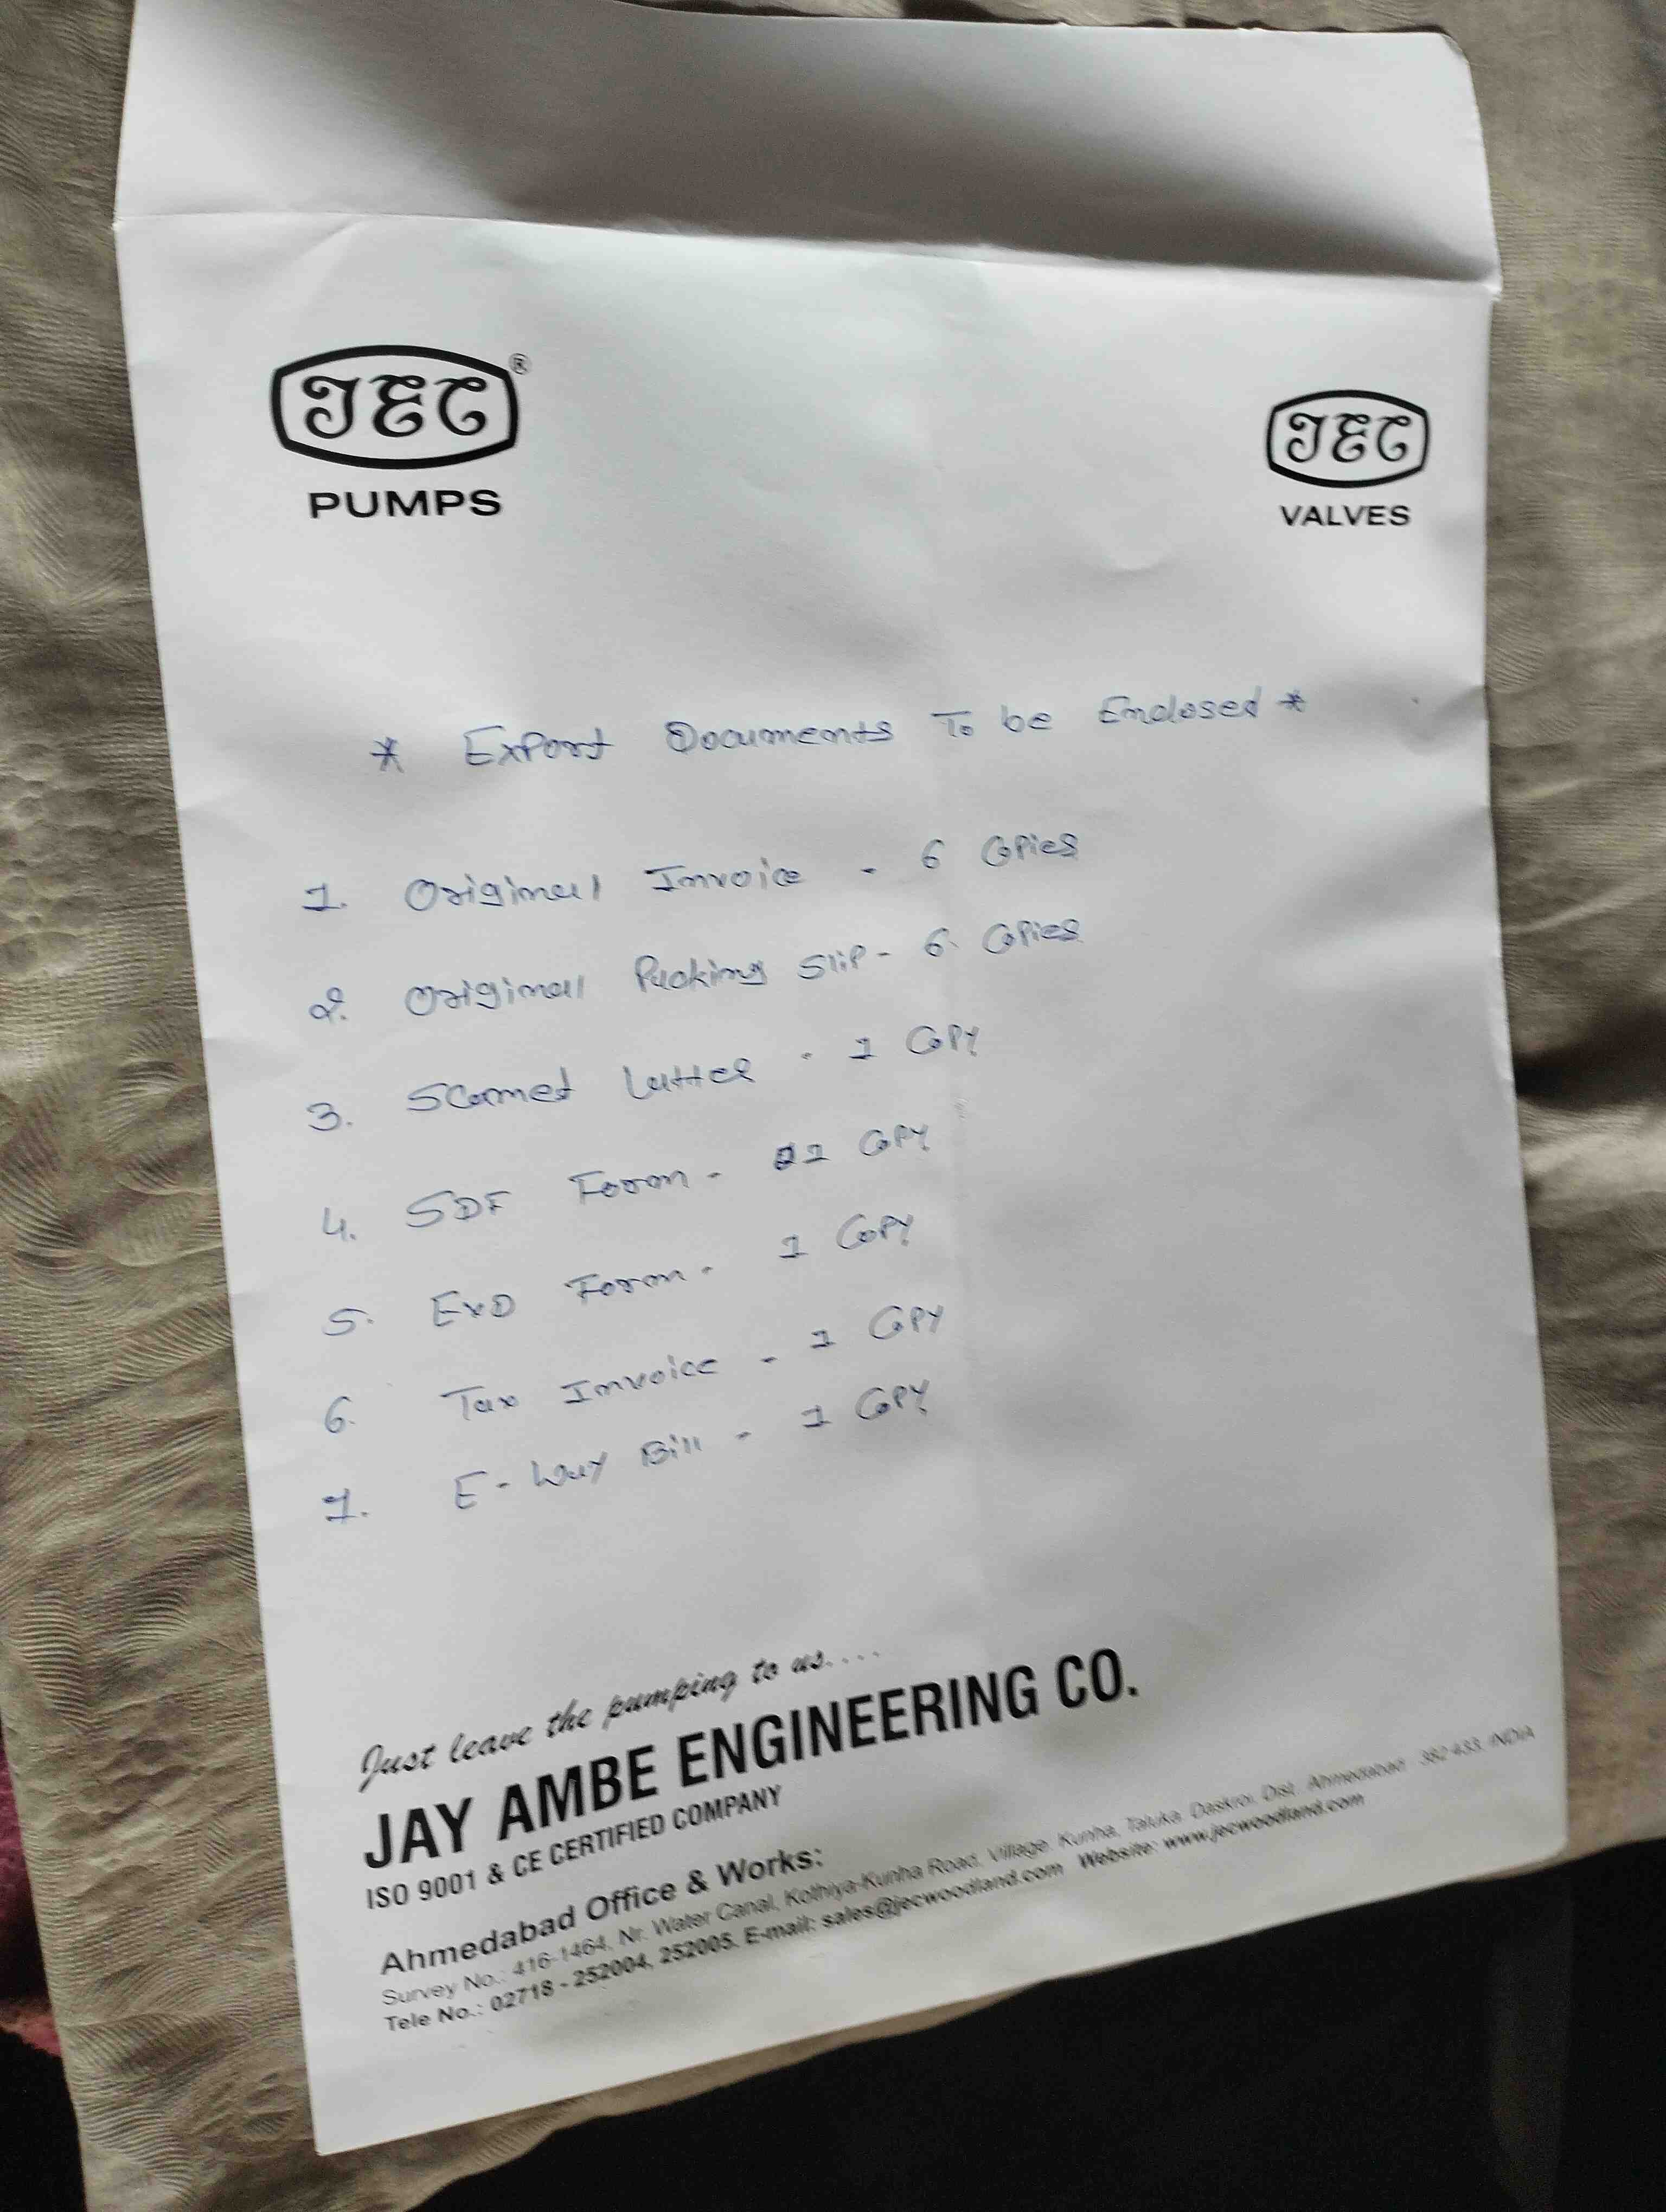 JEC ®
PUMPS
JEC
VALVES
* Export Documents To be Enclosed *
1. Original Invoice - 6 Copies
2. Original Packing Slip - 6 Copies
3. Scanned Letter - 1 Copy
4. SDF Form - 1 Copy
5. ExD Form - 1 Copy
6. Tax Invoice - 1 Copy
7. E-Way Bill - 1 Copy
Just leave the pumping to us....
JAY AMBE ENGINEERING CO.
ISO 9001 & CE CERTIFIED COMPANY
Ahmedabad Office & Works:
Survey No.: 416-1464, Nr. Water Canal, Kothiya-Kunha Road, Village: Kunha, Taluka: Daskroi, Dist.: Ahmedabad - 382 433. INDIA
Tele No.: 02718 - 252004, 252005. E-mail: sales@jecwoodland.com Website: www.jecwoodland.com